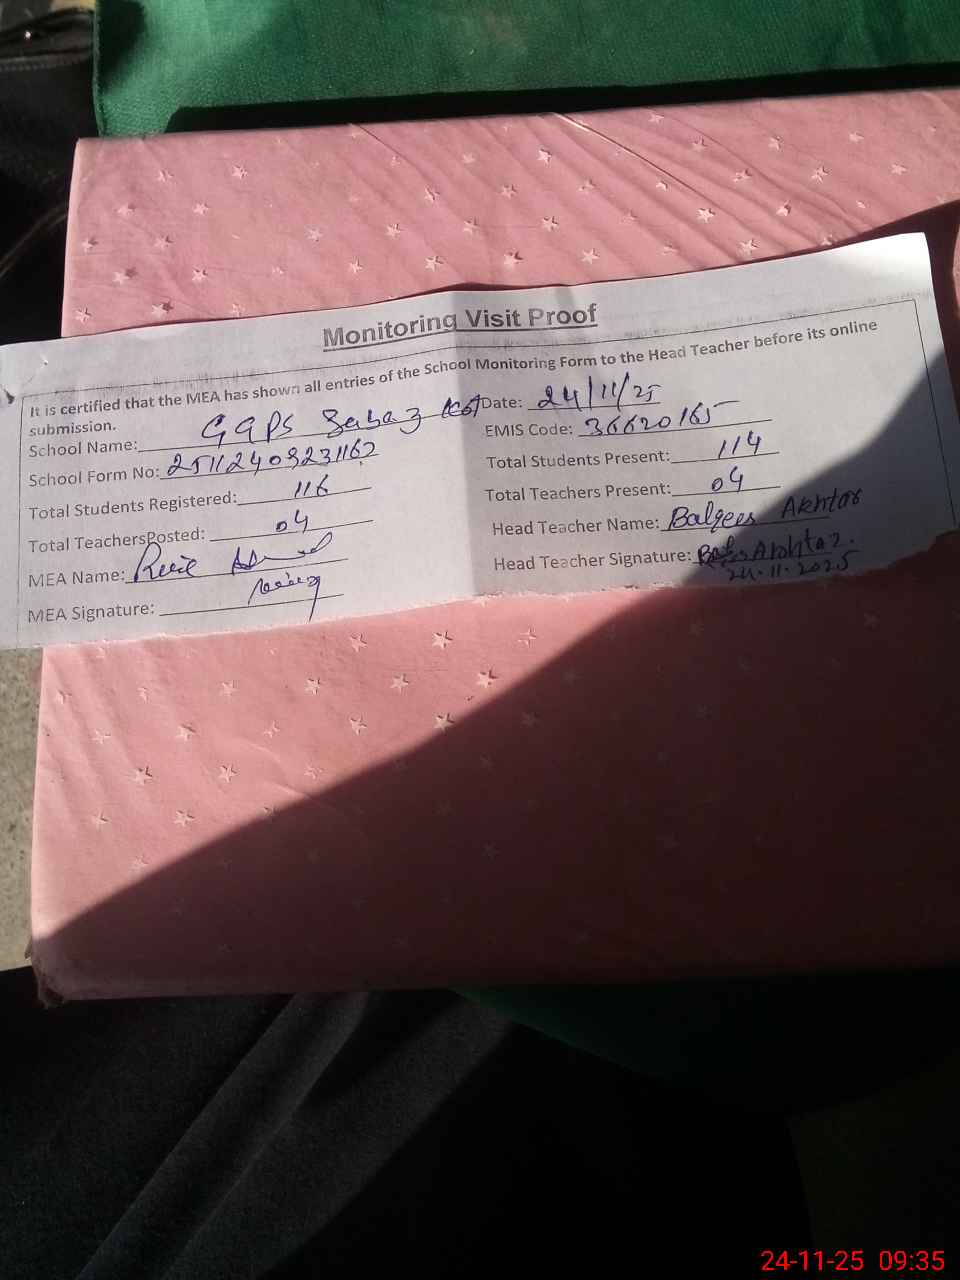 Monitoring Visit Proof
It is certified that the MEA has shown all entries of the School Monitoring Form to the Head Teacher before its online
submission.
School Name: GGPS
Date: 24/11/25
School Form No: 25112409231162
EMIS Code: 36620165
Total Students Registered: 116
Total Students Present: 114
Total TeachersPosted: 04
Total Teachers Present: 04
MEA Name:
Head Teacher Name: Balqees Akhtar
MEA Signature:
Head Teacher Signature: Akhtar.
24.11.2025
24-11-25 09:35